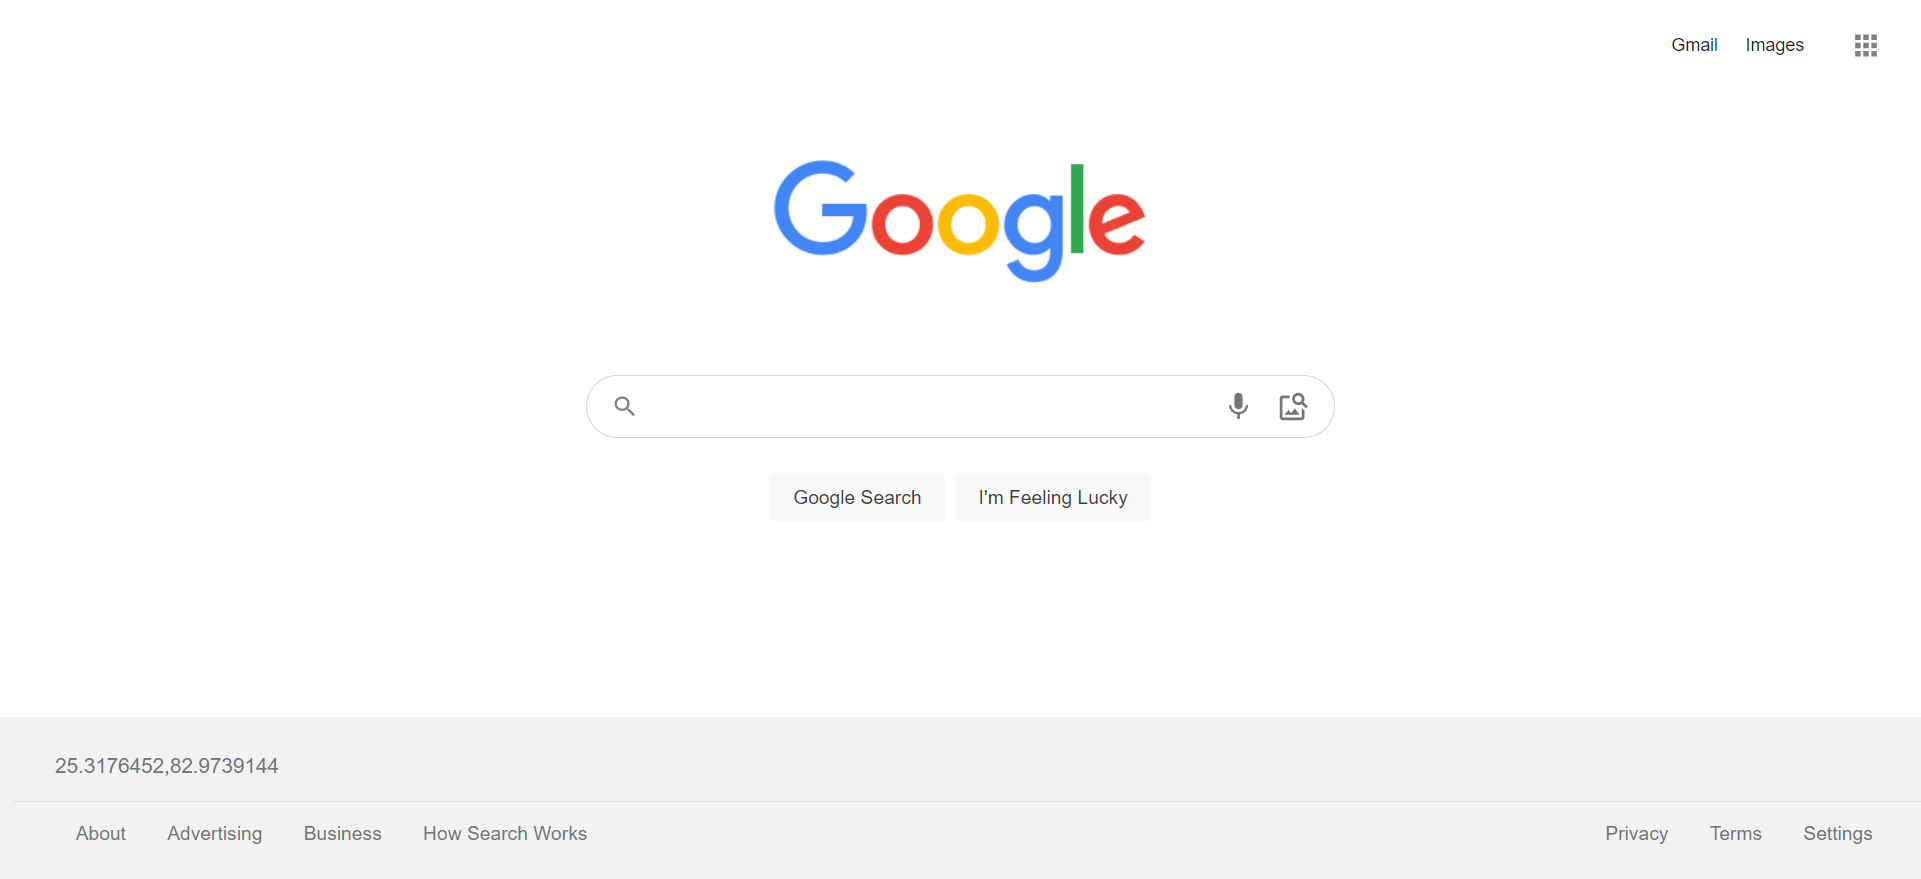 Gmail Images
Google
Google Search I'm Feeling Lucky
25.3176452,82.9739144
About Advertising Business How Search Works Privacy Terms Settings